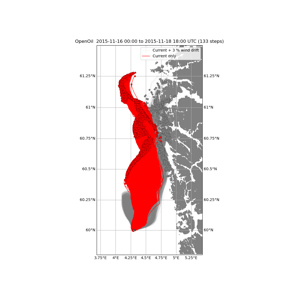 OpenOil 2015-11-16 00:00 to 2015-11-18 18:00 UTC (133 steps)
Current + 3 % wind drift
Current only
61.25°N 61.25°N
61°N 61°N
60.75°N 60.75°N
60.5°N 60.5°N
60.25°N 60.25°N
60°N 60°N
3.75°E 4°E 4.25°E 4.5°E 4.75°E 5°E 5.25°E